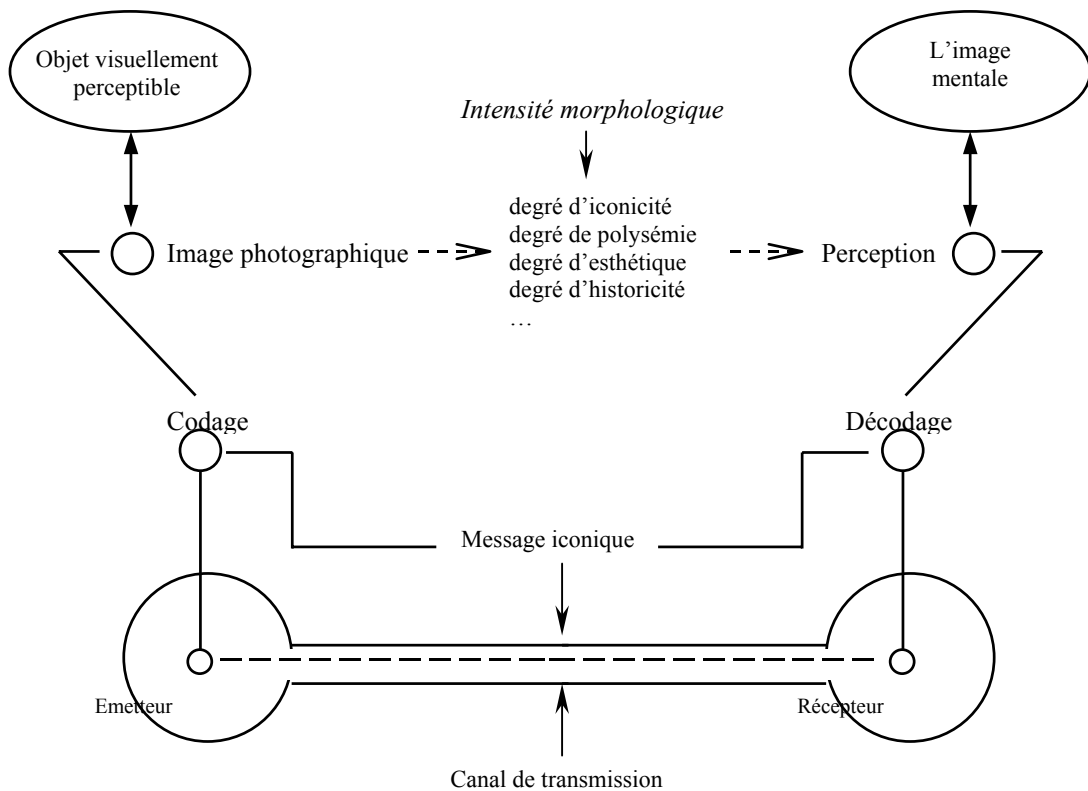 Objet visuellement
perceptible
L'image
mentale
Intensité morphologique
degré d'iconicité
degré de polysémie
degré d'esthétique
degré d'historicité
…
Image photographique
Perception
Codage
Décodage
Message iconique
Emetteur
Récepteur
Canal de transmission